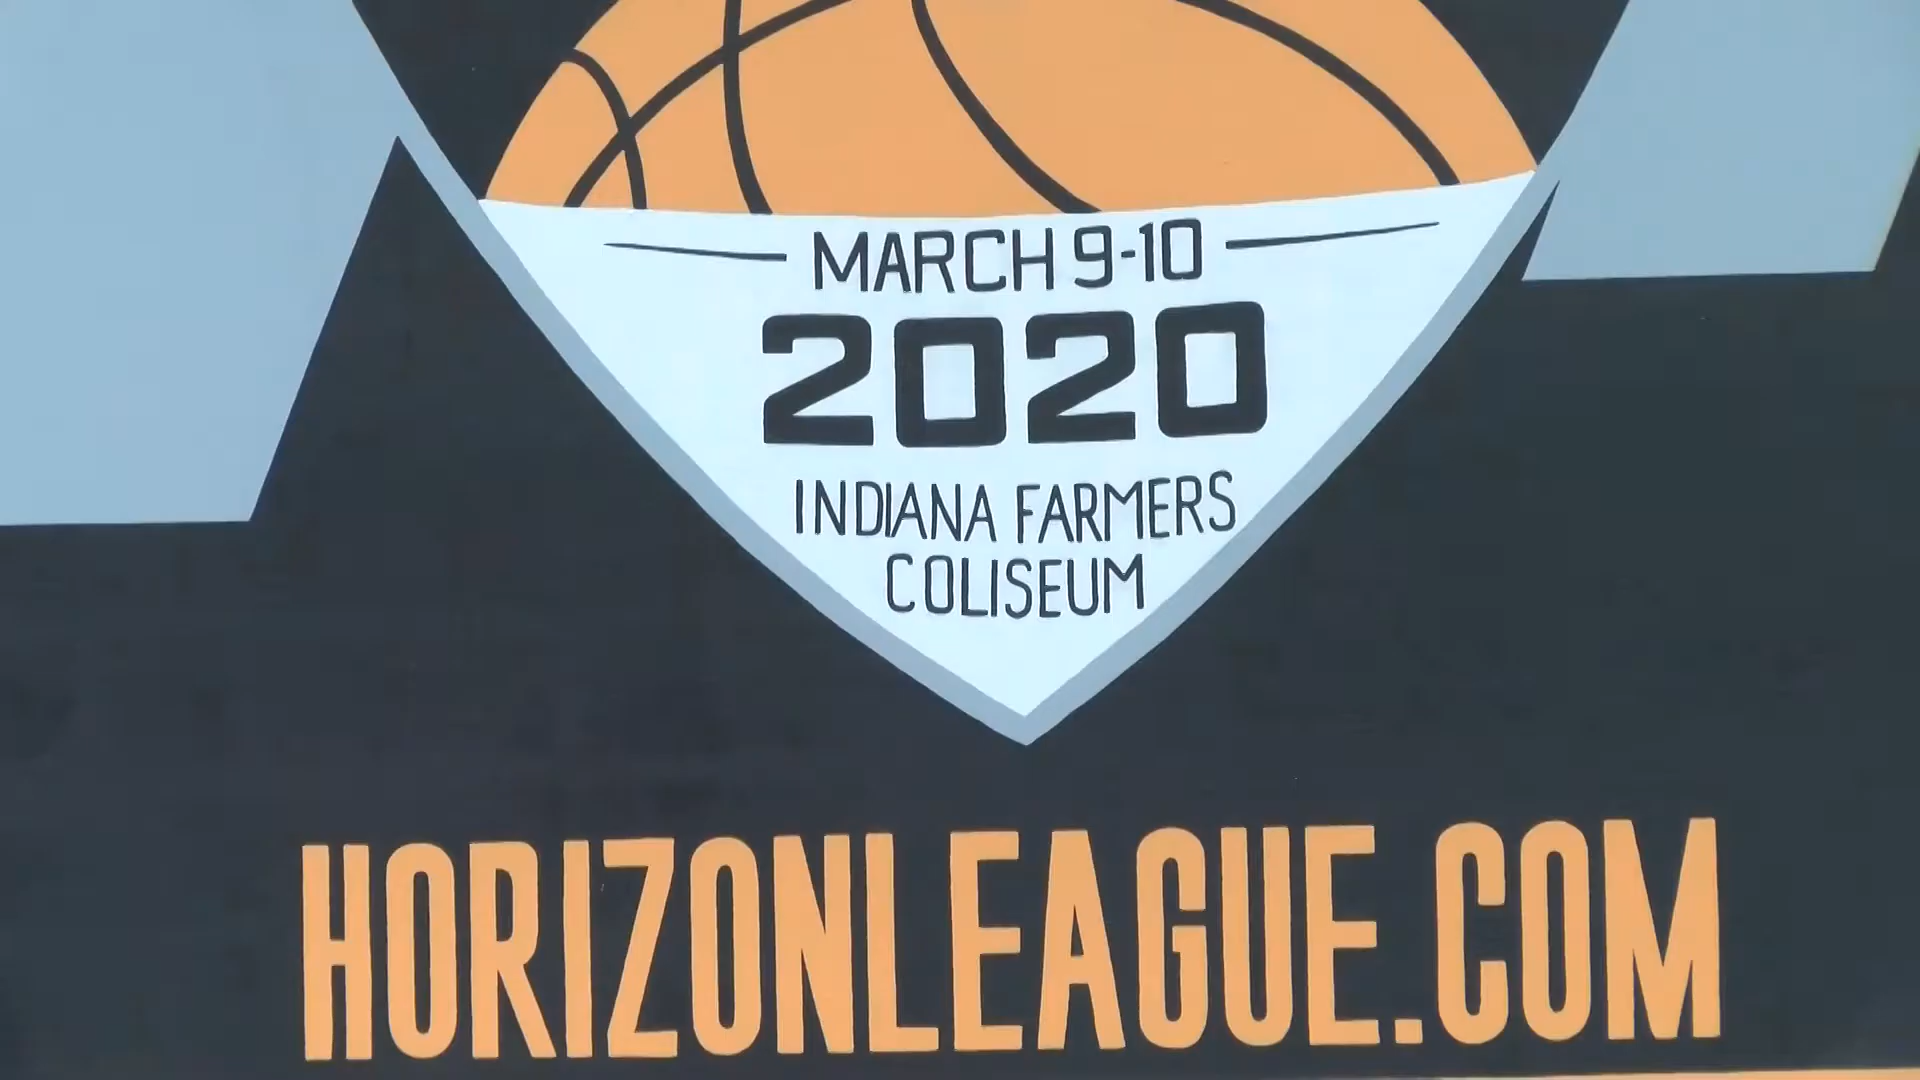 MARCH 9-10
2020
INDIANA FARMERS
COLISEUM
HORIZONLEAGUE.COM